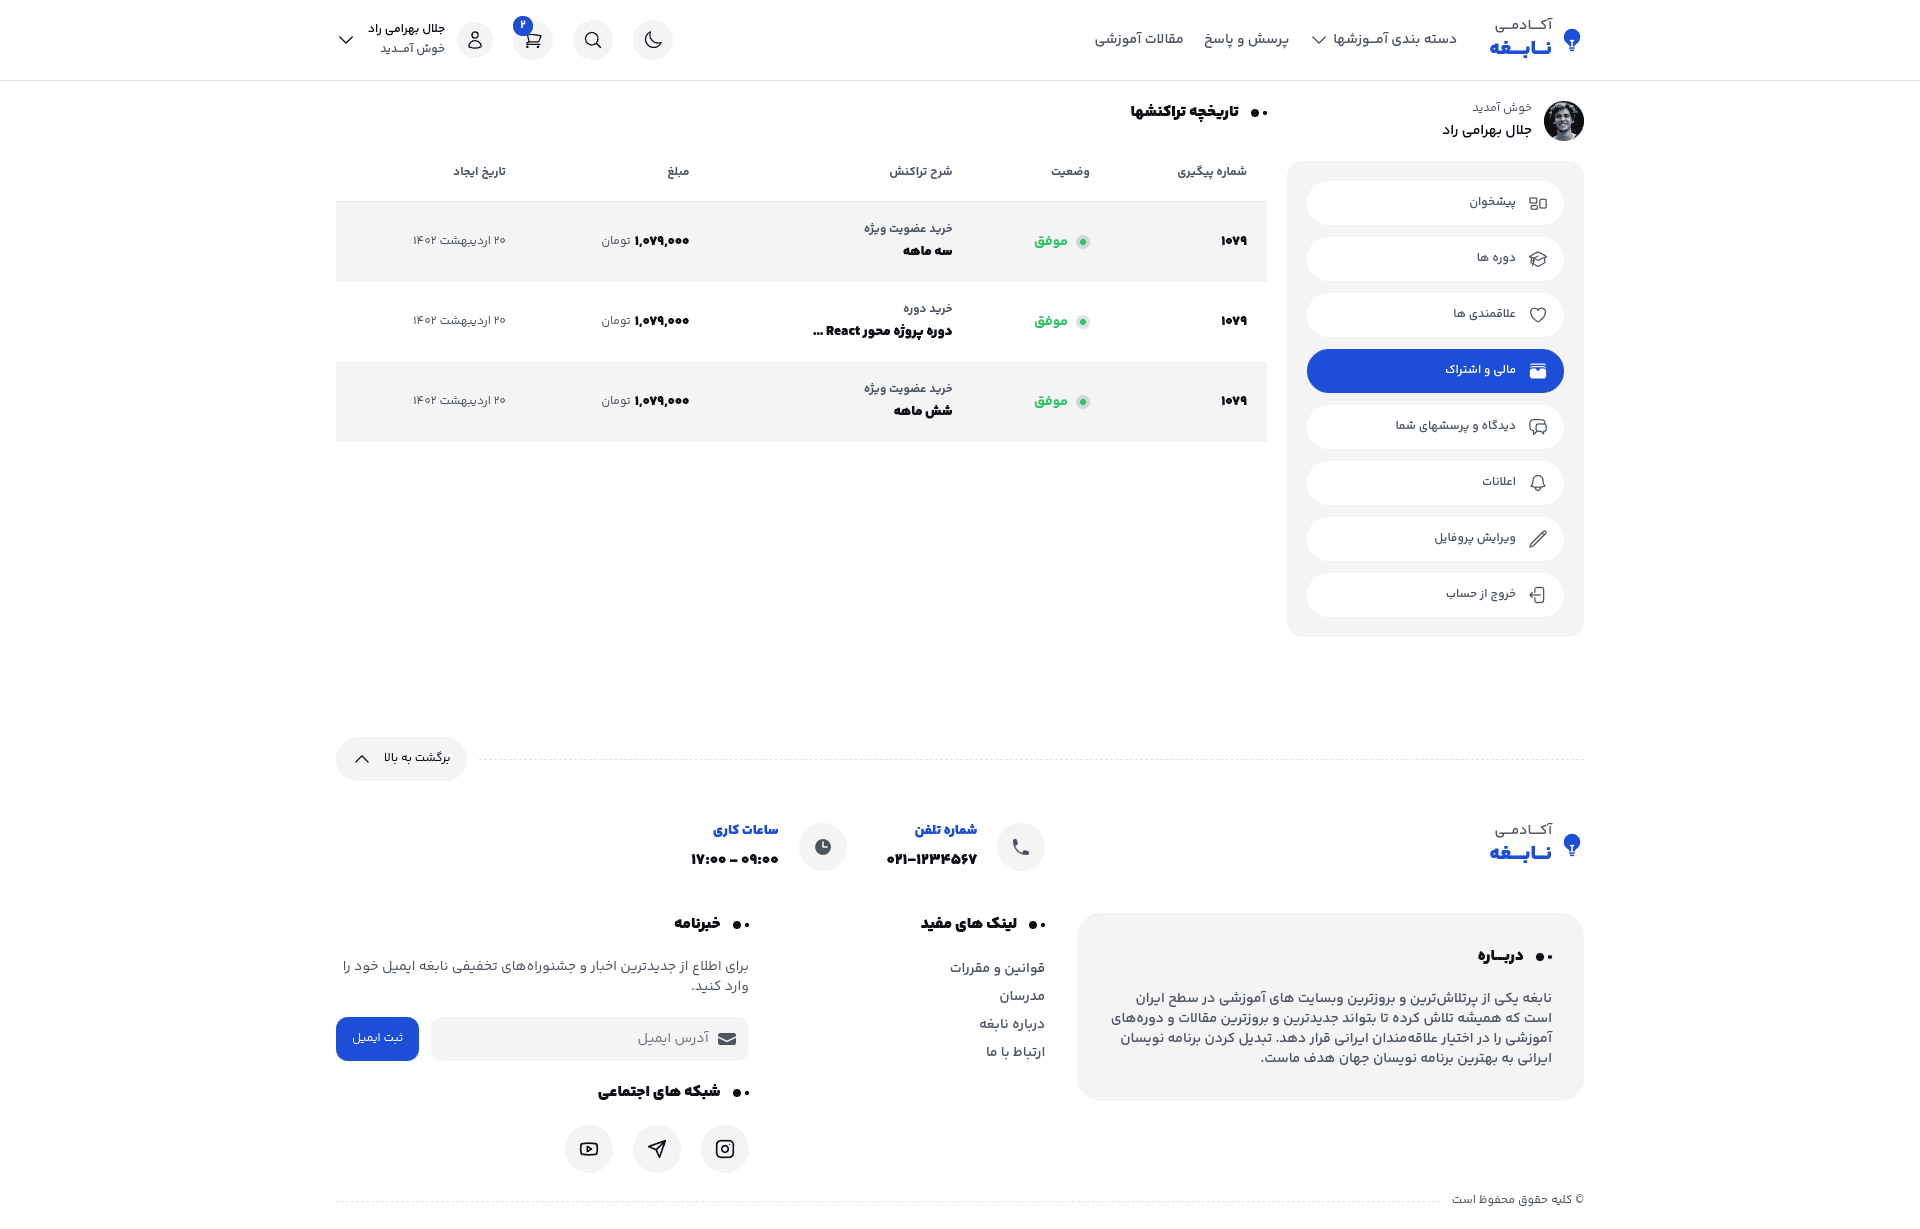 آکــادمــی
نــابــغه
دسته بندی آمــوزشها
پرسش و پاسخ
مقالات آموزشی
۲
جلال بهرامی راد
خوش آمــدید
خوش آمدید
جلال بهرامی راد
پیشخوان
دوره ها
علاقمندی ها
مالی و اشتراک
دیدگاه و پرسشهای شما
اعلانات
ویرایش پروفایل
خروج از حساب
تاریخچه تراکنشها
شماره پیگیری وضعیت شرح تراکنش مبلغ تاریخ ایجاد
۱۰۷۹ موفق خرید عضویت ویژه ۱,۰۷۹,۰۰۰ تومان ۲۰ اردیبهشت ۱۴۰۲
سه ماهه
۱۰۷۹ موفق خرید دوره ۱,۰۷۹,۰۰۰ تومان ۲۰ اردیبهشت ۱۴۰۲
دوره پروژه محور React ...
۱۰۷۹ موفق خرید عضویت ویژه ۱,۰۷۹,۰۰۰ تومان ۲۰ اردیبهشت ۱۴۰۲
شش ماهه
برگشت به بالا
آکــادمــی
نــابــغه
شماره تلفن
۰۲۱-۱۲۳۴۵۶۷
ساعات کاری
۰۹:۰۰ - ۱۷:۰۰
دربــاره
نابغه یکی از پرتلاش‌ترین و بروزترین وبسایت های آموزشی در سطح ایران
است که همیشه تلاش کرده تا بتواند جدیدترین و بروزترین مقالات و دوره‌های
آموزشی را در اختیار علاقه‌مندان ایرانی قرار دهد. تبدیل کردن برنامه نویسان
ایرانی به بهترین برنامه نویسان جهان هدف ماست.
لینک های مفید
قوانین و مقررات
مدرسان
درباره نابغه
ارتباط با ما
خبرنامه
برای اطلاع از جدیدترین اخبار و جشنوراه‌های تخفیفی نابغه ایمیل خود را
وارد کنید.
آدرس ایمیل
ثبت ایمیل
شبکه های اجتماعی
© کلیه حقوق محفوظ است